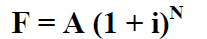 F = A (1 + i)ᴺ